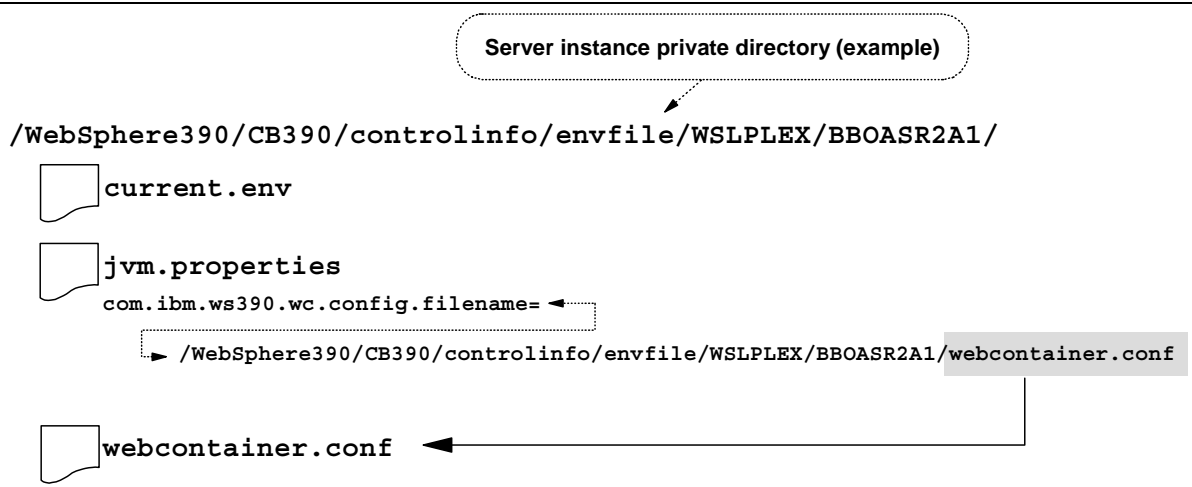 Server instance private directory (example)
/WebSphere390/CB390/controlinfo/envfile/WSLPLEX/BBOASR2A1/
current.env
jvm.properties
com.ibm.ws390.wc.config.filename=
/WebSphere390/CB390/controlinfo/envfile/WSLPLEX/BBOASR2A1/webcontainer.conf
webcontainer.conf